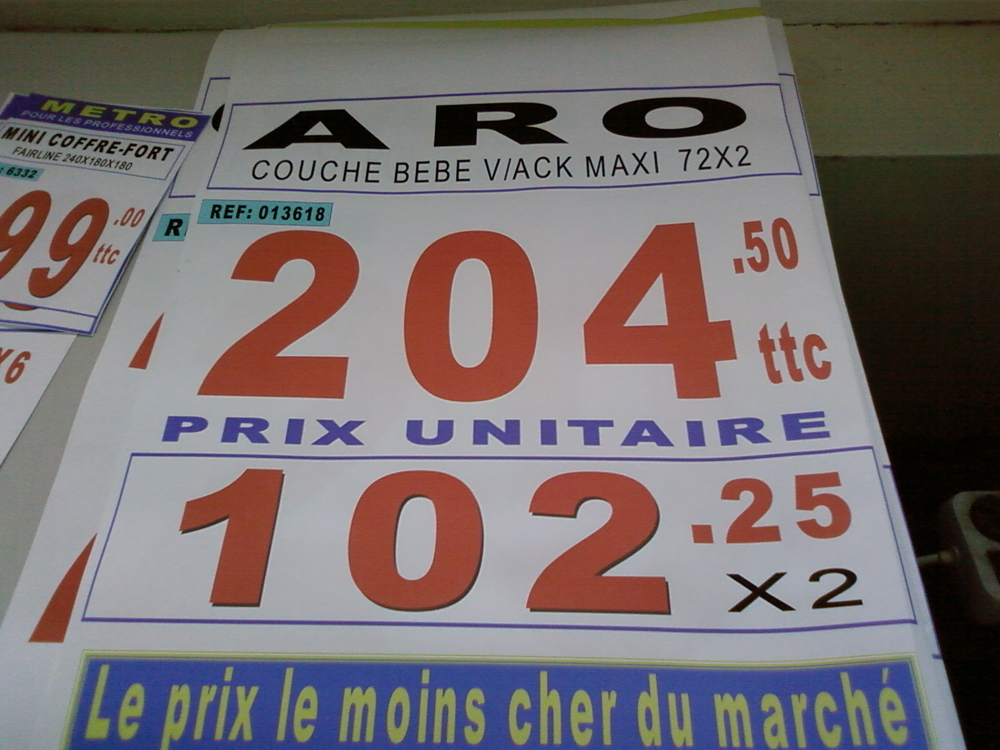 METRO
POUR LES PROFESSIONNELS
MINI COFFRE-FORT
FAIRLINE 240X180X180
: 6332
99.00
ttc
X6
ARO
COUCHE BEBE V/ACK MAXI 72X2
REF: 013618
R
204.50
ttc
PRIX UNITAIRE
102.25
X2
Le prix le moins cher du marché